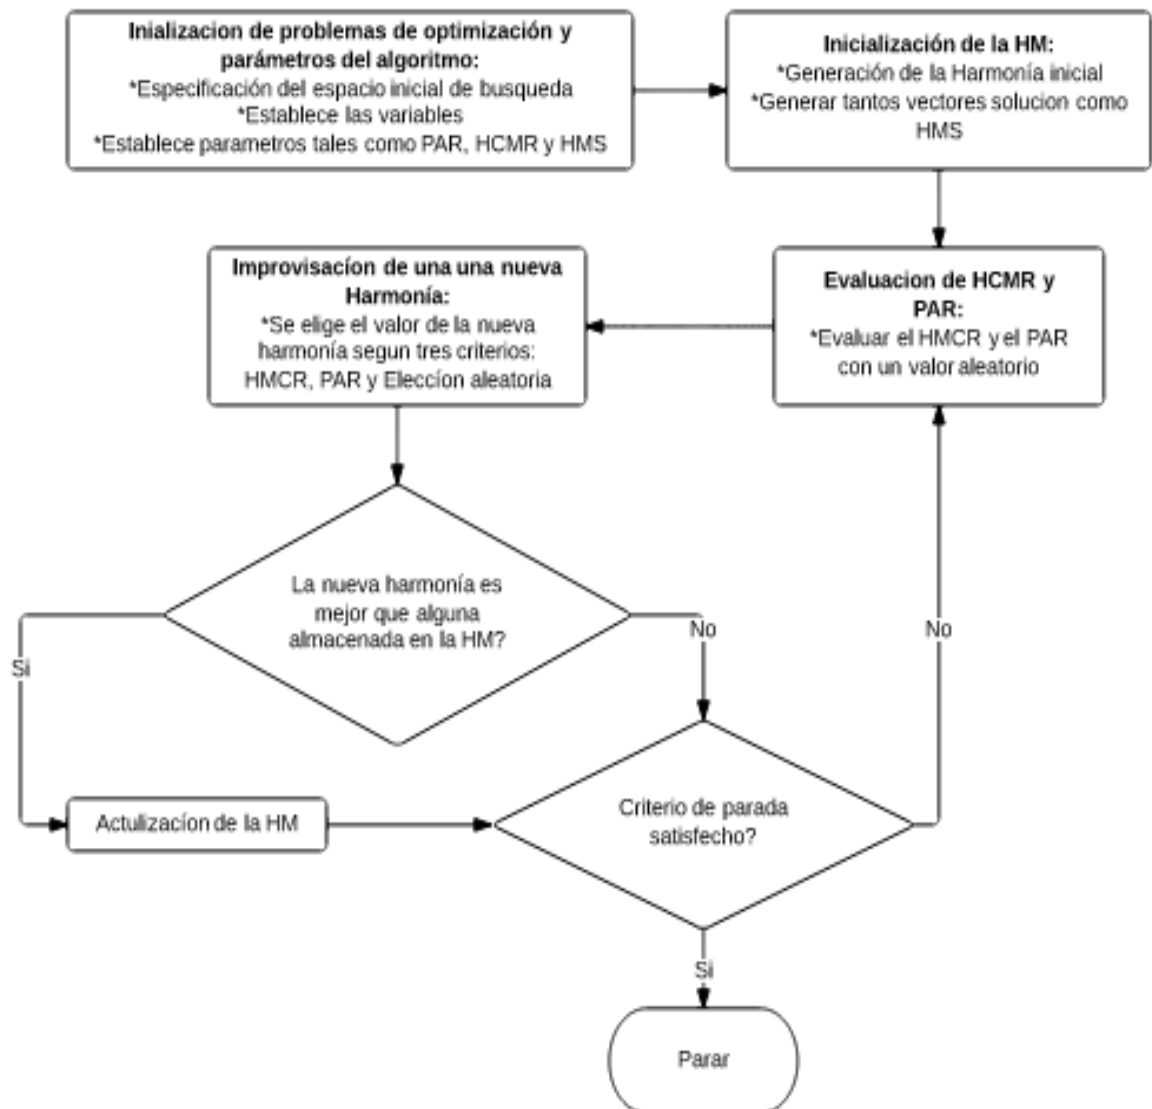 Inialización de problemas de optimización y
parámetros del algoritmo:
*Especificación del espacio inicial de busqueda
*Establece las variables
*Establece parametros tales como PAR, HCMR y HMS
Inicialización de la HM:
*Generación de la Harmonía inicial
*Generar tantos vectores solucion como
HMS
Improvisacíon de una una nueva
Harmonía:
*Se elige el valor de la nueva
harmonía segun tres criterios:
HMCR, PAR y Eleccíon aleatoria
Evaluacion de HCMR y
PAR:
*Evaluar el HMCR y el PAR
con un valor aleatorio
La nueva harmonía es
mejor que alguna
almacenada en la HM?
No
No
Si
Actulizacíon de la HM
Criterio de parada
satisfecho?
Si
Parar